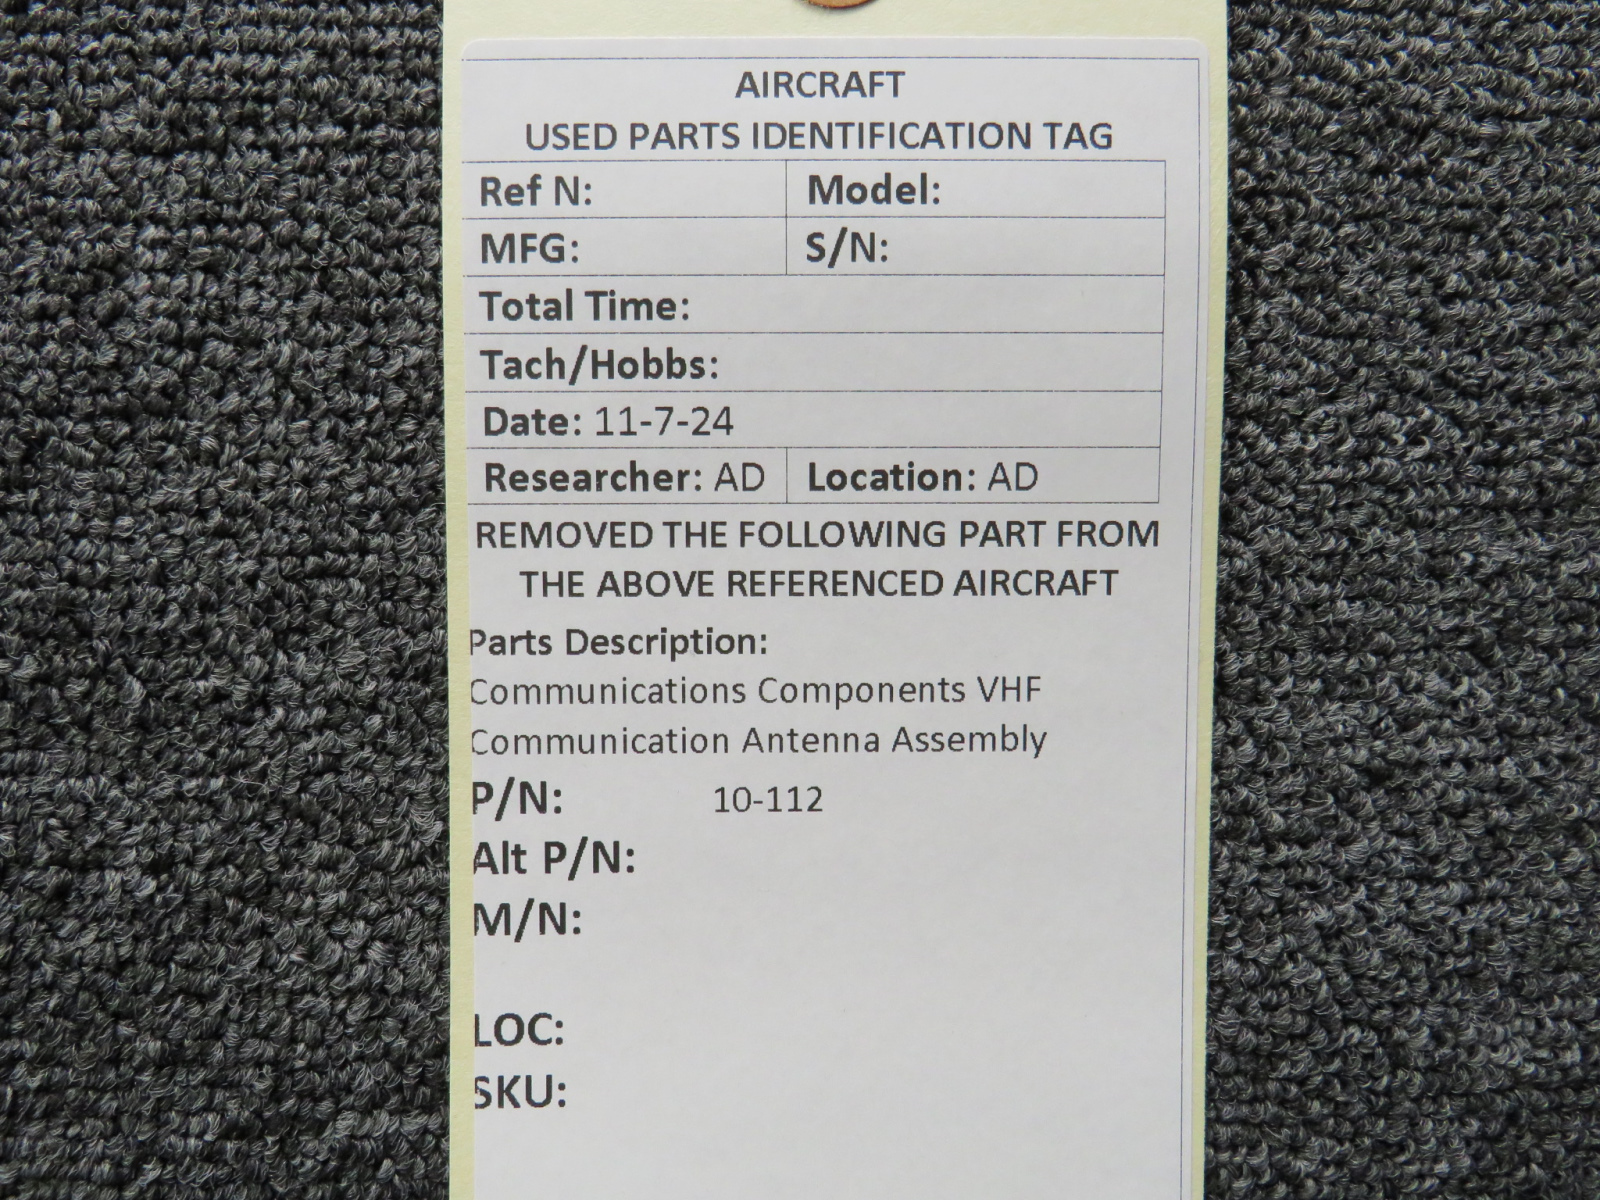 AIRCRAFT
USED PARTS IDENTIFICATION TAG
Ref N: Model:
MFG: S/N:
Total Time:
Tach/Hobbs:
Date: 11-7-24
Researcher: AD Location: AD
REMOVED THE FOLLOWING PART FROM
THE ABOVE REFERENCED AIRCRAFT
Parts Description:
Communications Components VHF
Communication Antenna Assembly
P/N: 10-112
Alt P/N:
M/N:
LOC:
SKU: